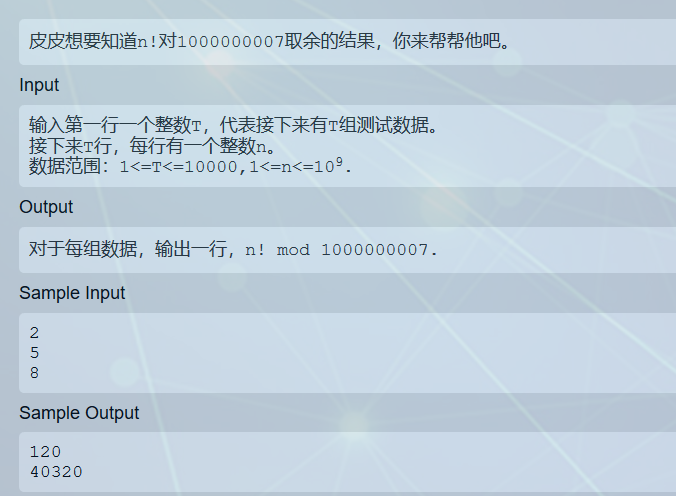 皮皮想要知道n!对1000000007取余的结果，你来帮帮他吧。
Input
输入第一行一个整数T，代表接下来有T组测试数据。
接下来T行，每行有一个整数n。
数据范围：1<=T<=10000,1<=n<=10⁹.
Output
对于每组数据，输出一行，n! mod 1000000007.
Sample Input
2
5
8
Sample Output
120
40320